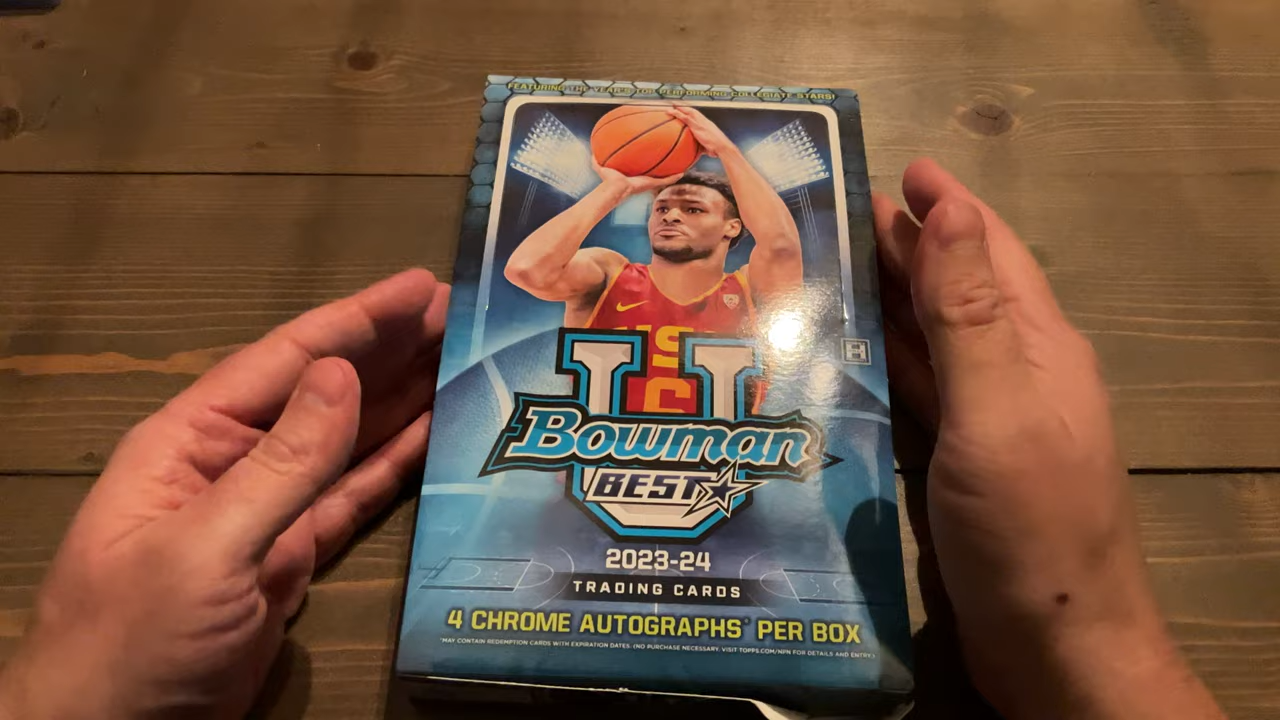 FEATURING THE YEAR'S TOP PERFORMING COLLEGIATE STARS!
USC
U
Bowman
BEST
2023-24
TRADING CARDS
4 CHROME AUTOGRAPHS* PER BOX
*MAY CONTAIN REDEMPTION CARDS WITH EXPIRATION DATES. (NO PURCHASE NECESSARY. VISIT TOPPS.COM/NPN FOR DETAILS AND ENTRY.)